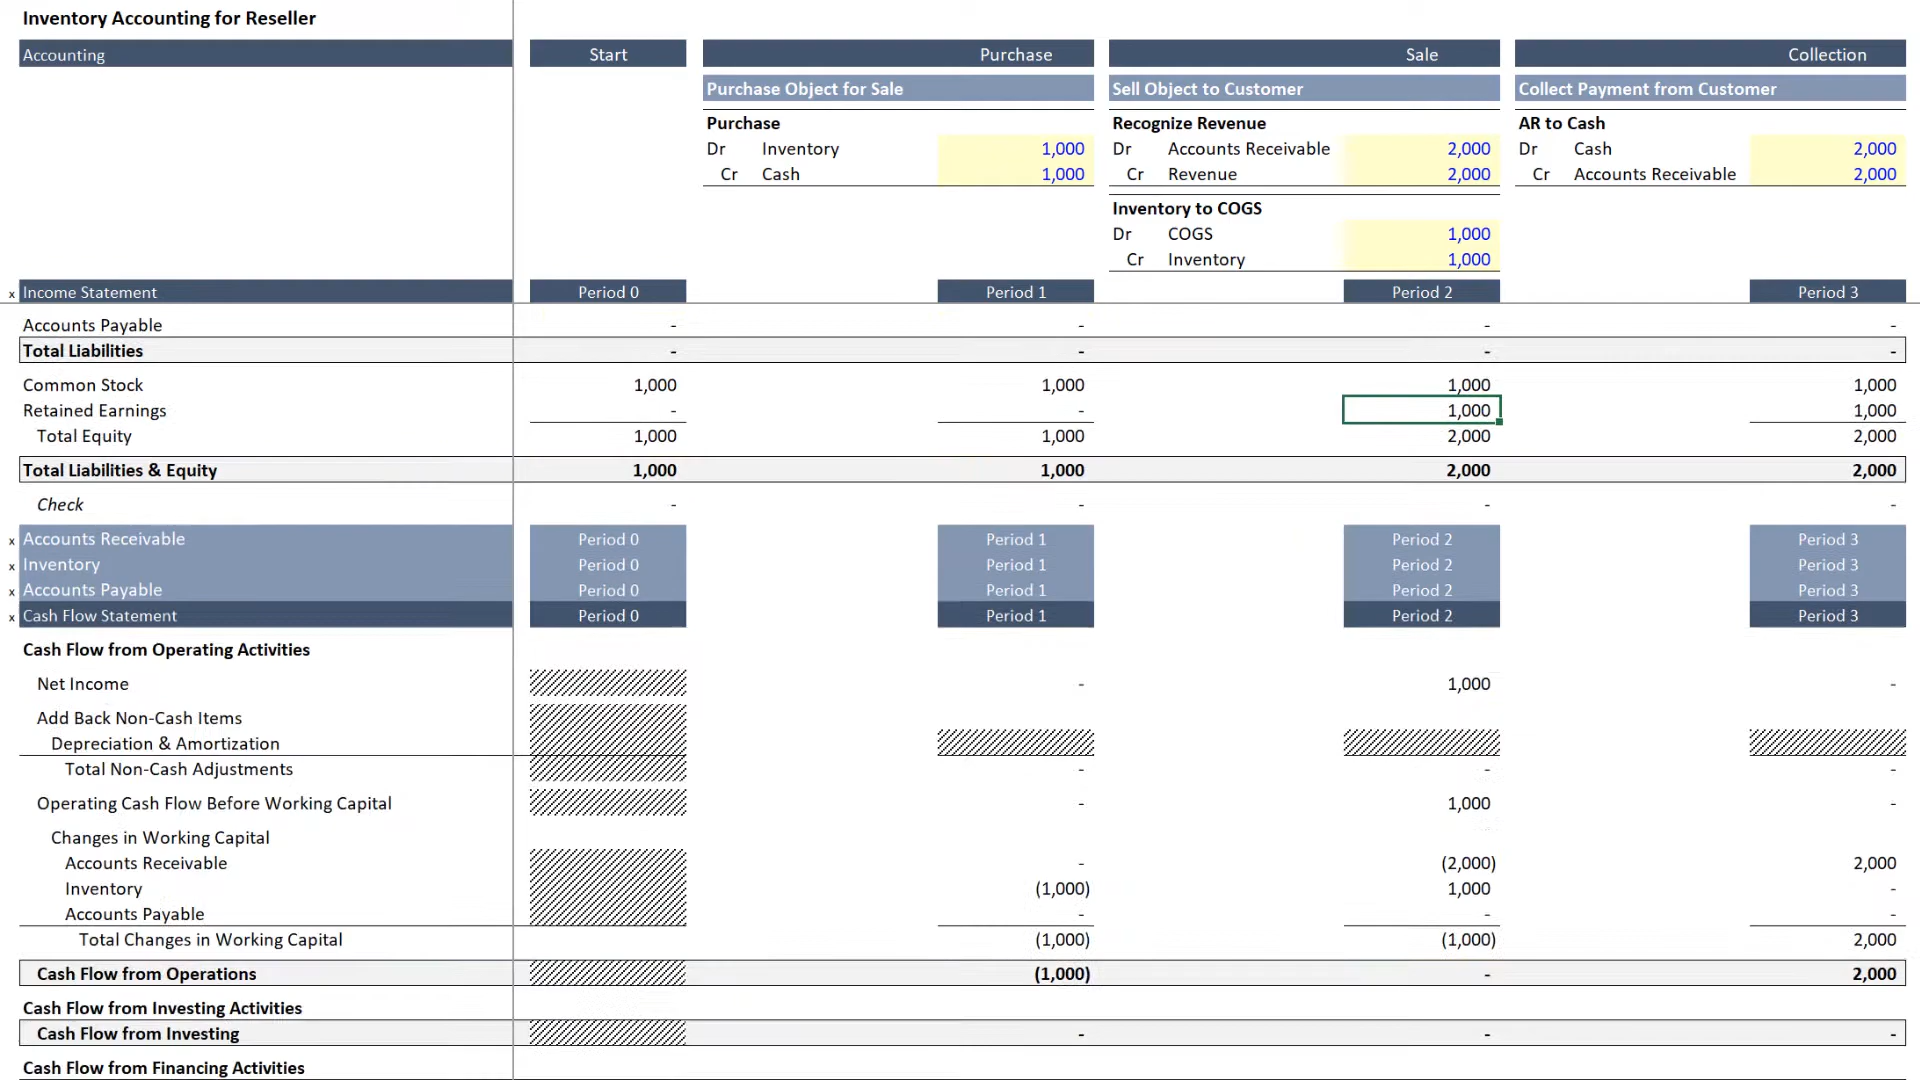 Inventory Accounting for Reseller
Accounting Start Purchase Sale Collection
Purchase Object for Sale Sell Object to Customer Collect Payment from Customer
Purchase Recognize Revenue AR to Cash
Dr Inventory 1,000 Dr Accounts Receivable 2,000 Dr Cash 2,000
Cr Cash 1,000 Cr Revenue 2,000 Cr Accounts Receivable 2,000
Inventory to COGS
Dr COGS 1,000
Cr Inventory 1,000
x Income Statement Period 0 Period 1 Period 2 Period 3
Accounts Payable - - - -
Total Liabilities - - - -
Common Stock 1,000 1,000 1,000 1,000
Retained Earnings - - 1,000 1,000
Total Equity 1,000 1,000 2,000 2,000
Total Liabilities & Equity 1,000 1,000 2,000 2,000
Check - - - -
x Accounts Receivable Period 0 Period 1 Period 2 Period 3
x Inventory Period 0 Period 1 Period 2 Period 3
x Accounts Payable Period 0 Period 1 Period 2 Period 3
x Cash Flow Statement Period 0 Period 1 Period 2 Period 3
Cash Flow from Operating Activities
Net Income - 1,000 -
Add Back Non-Cash Items
Depreciation & Amortization
Total Non-Cash Adjustments - - -
Operating Cash Flow Before Working Capital - 1,000 -
Changes in Working Capital
Accounts Receivable - (2,000) 2,000
Inventory (1,000) 1,000 -
Accounts Payable - - -
Total Changes in Working Capital (1,000) (1,000) 2,000
Cash Flow from Operations (1,000) - 2,000
Cash Flow from Investing Activities
Cash Flow from Investing - - -
Cash Flow from Financing Activities